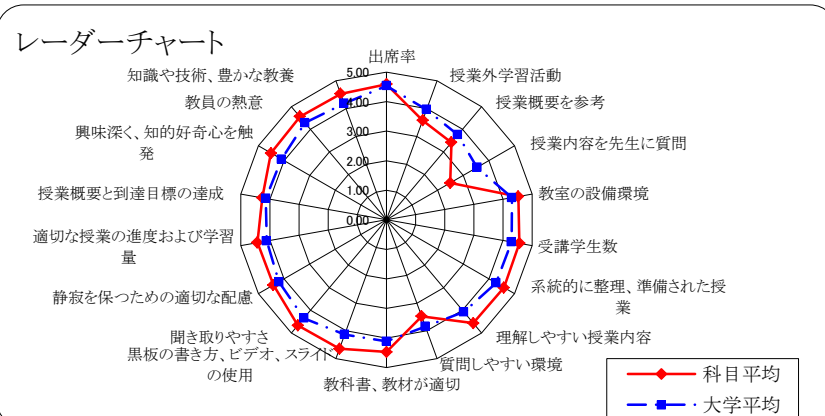 レーダーチャート
出席率
授業外学習活動
授業概要を参考
授業内容を先生に質問
教室の設備環境
受講学生数
系統的に整理、準備された授
業
理解しやすい授業内容
質問しやすい環境
教科書、教材が適切
黒板の書き方、ビデオ、スライド
の使用
聞き取りやすさ
静寂を保つための適切な配慮
適切な授業の進度および学習
量
授業概要と到達目標の達成
興味深く、知的好奇心を触
発
教員の熱意
知識や技術、豊かな教養
5.00
4.00
3.00
2.00
1.00
0.00
科目平均
大学平均